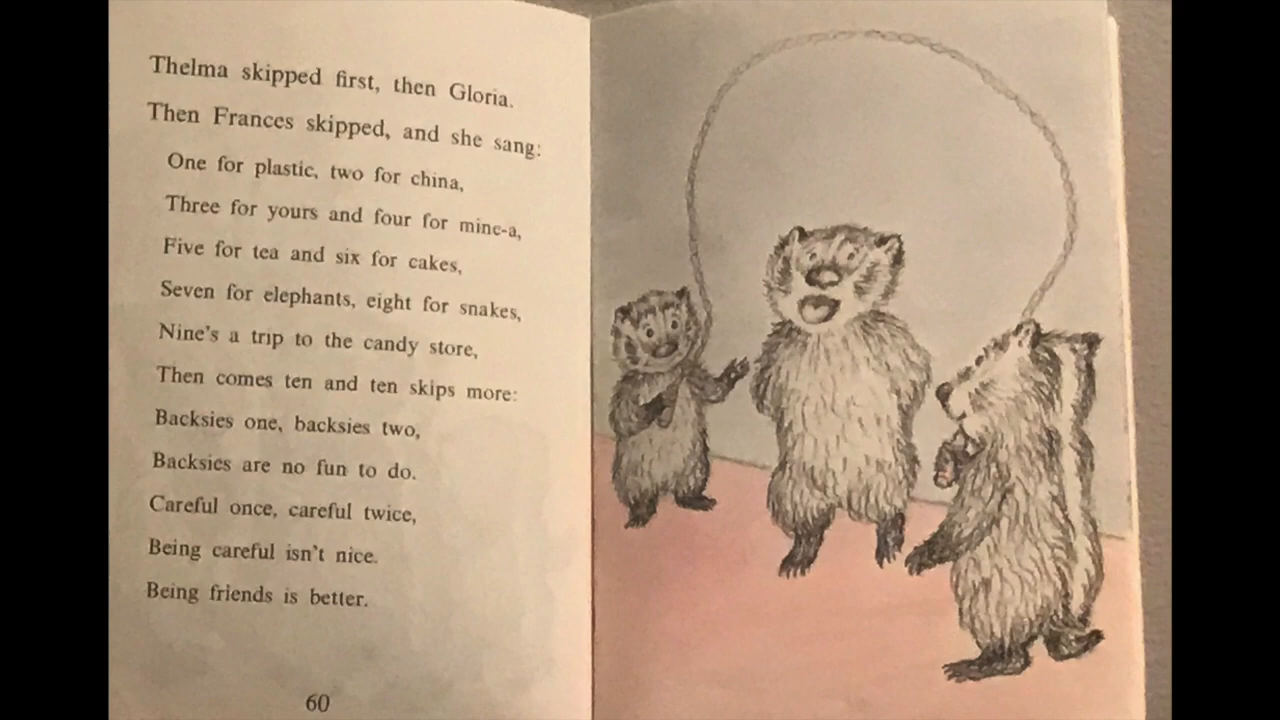 Thelma skipped first, then Gloria.
Then Frances skipped, and she sang:
One for plastic, two for china,
Three for yours and four for mine-a,
Five for tea and six for cakes,
Seven for elephants, eight for snakes,
Nine's a trip to the candy store,
Then comes ten and ten skips more:
Backsies one, backsies two,
Backsies are no fun to do.
Careful once, careful twice,
Being careful isn't nice.
Being friends is better.
60